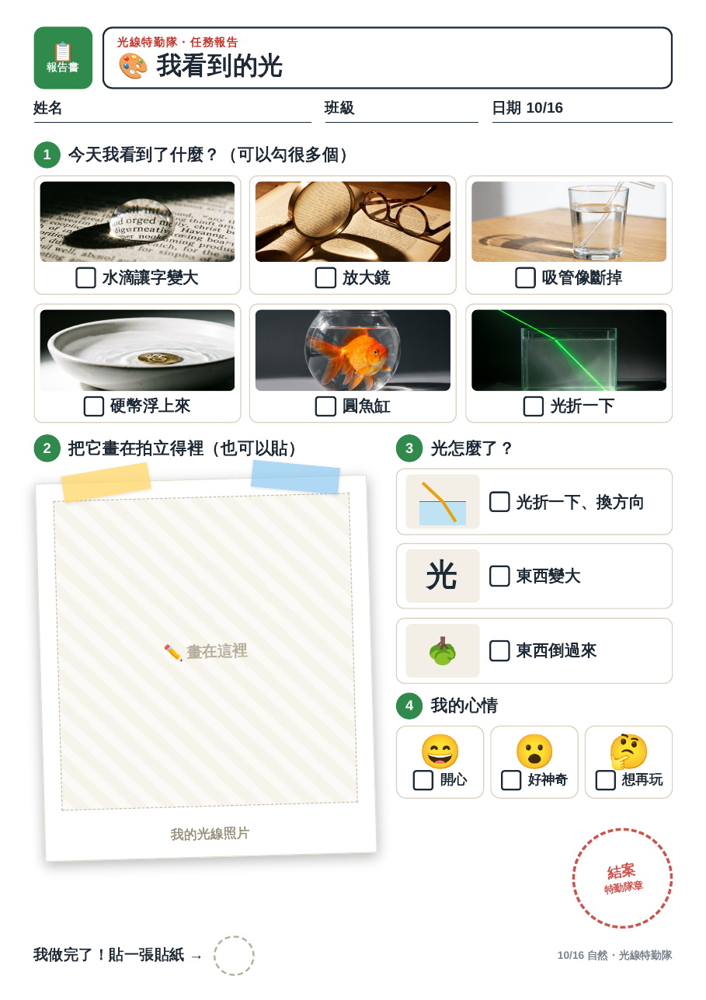 報告書
光線特勤隊・任務報告
我看到的光
姓名
班級
日期 10/16
1 今天我看到了什麼？（可以勾很多個）
水滴讓字變大
放大鏡
吸管像斷掉
硬幣浮上來
圓魚缸
光折一下
2 把它畫在拍立得裡（也可以貼）
畫在這裡
我的光線照片
3 光怎麼了？
光折一下、換方向
光
東西變大
東西倒過來
4 我的心情
開心
好神奇
想再玩
結案
特勤隊章
我做完了！貼一張貼紙 →
10/16 自然・光線特勤隊